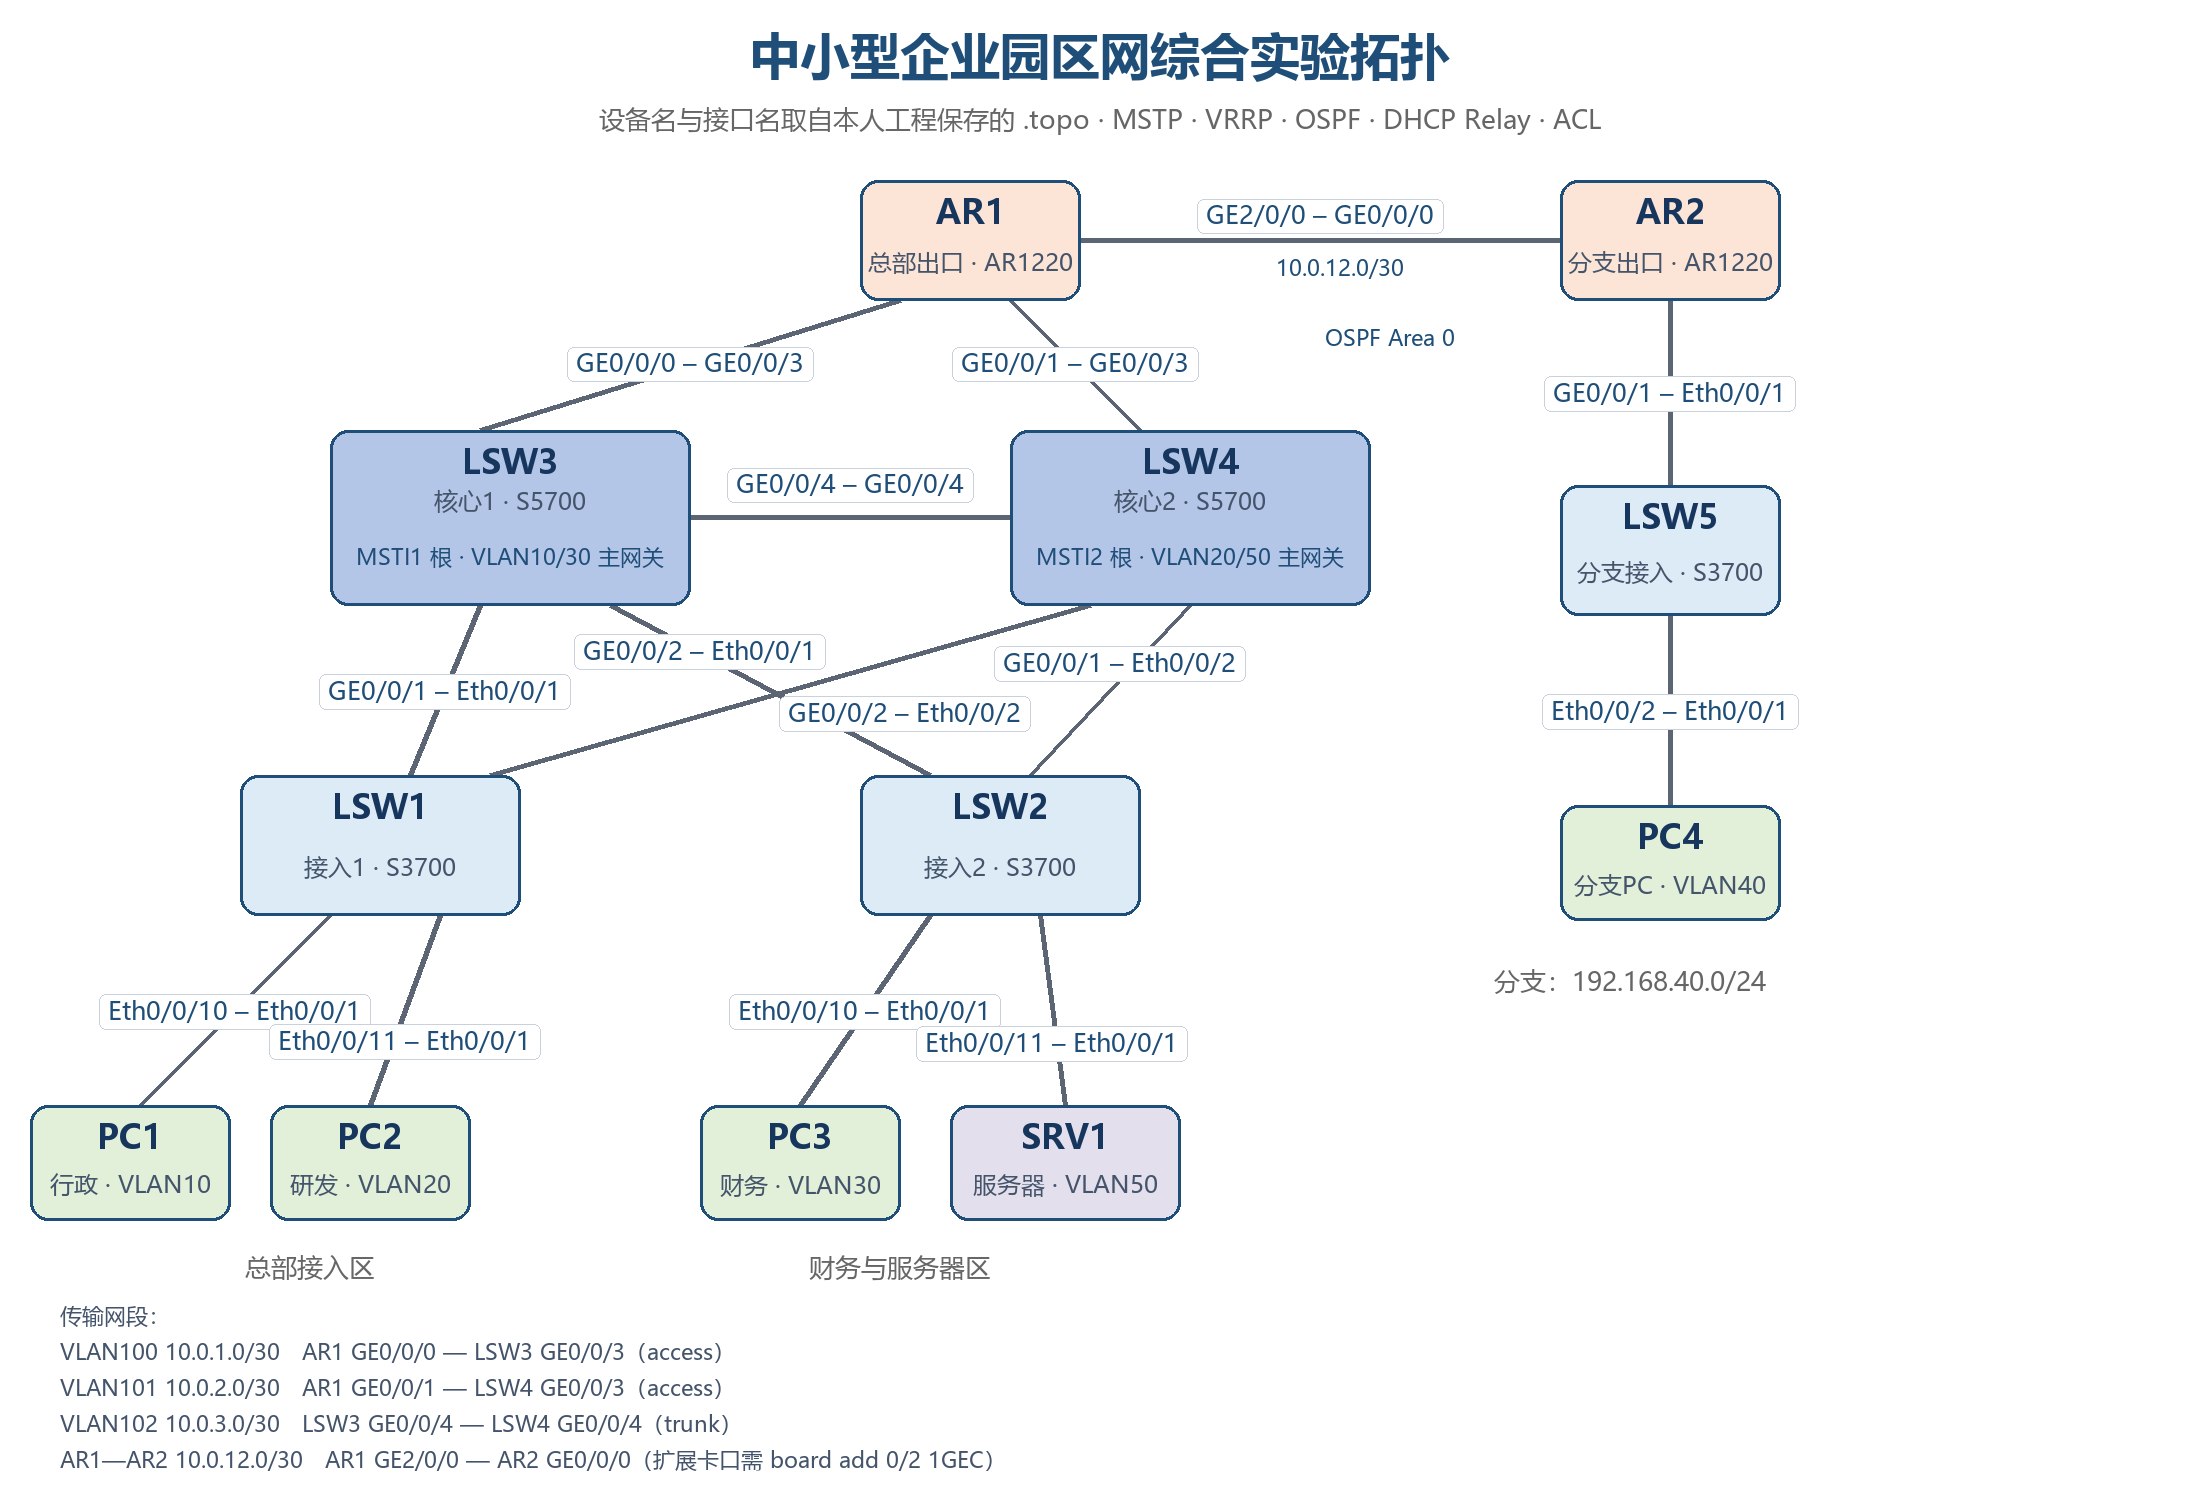 中小型企业园区网综合实验拓扑
设备名与接口名取自本人工程保存的 .topo · MSTP · VRRP · OSPF · DHCP Relay · ACL
AR1
总部出口 · AR1220
GE2/0/0 – GE0/0/0
10.0.12.0/30
AR2
分支出口 · AR1220
OSPF Area 0
GE0/0/0 – GE0/0/3
GE0/0/1 – GE0/0/3
GE0/0/1 – Eth0/0/1
LSW3
核心1 · S5700
MSTI1 根 · VLAN10/30 主网关
GE0/0/4 – GE0/0/4
LSW4
核心2 · S5700
MSTI2 根 · VLAN20/50 主网关
LSW5
分支接入 · S3700
GE0/0/2 – Eth0/0/1
GE0/0/1 – Eth0/0/2
GE0/0/1 – Eth0/0/1
GE0/0/2 – Eth0/0/2
Eth0/0/2 – Eth0/0/1
LSW1
接入1 · S3700
LSW2
接入2 · S3700
PC4
分支PC · VLAN40
分支：192.168.40.0/24
Eth0/0/10 – Eth0/0/1
Eth0/0/11 – Eth0/0/1
Eth0/0/10 – Eth0/0/1
Eth0/0/11 – Eth0/0/1
PC1
行政 · VLAN10
PC2
研发 · VLAN20
PC3
财务 · VLAN30
SRV1
服务器 · VLAN50
总部接入区
财务与服务器区
传输网段：
VLAN100 10.0.1.0/30 AR1 GE0/0/0 — LSW3 GE0/0/3（access）
VLAN101 10.0.2.0/30 AR1 GE0/0/1 — LSW4 GE0/0/3（access）
VLAN102 10.0.3.0/30 LSW3 GE0/0/4 — LSW4 GE0/0/4（trunk）
AR1—AR2 10.0.12.0/30 AR1 GE2/0/0 — AR2 GE0/0/0（扩展卡口需 board add 0/2 1GEC）